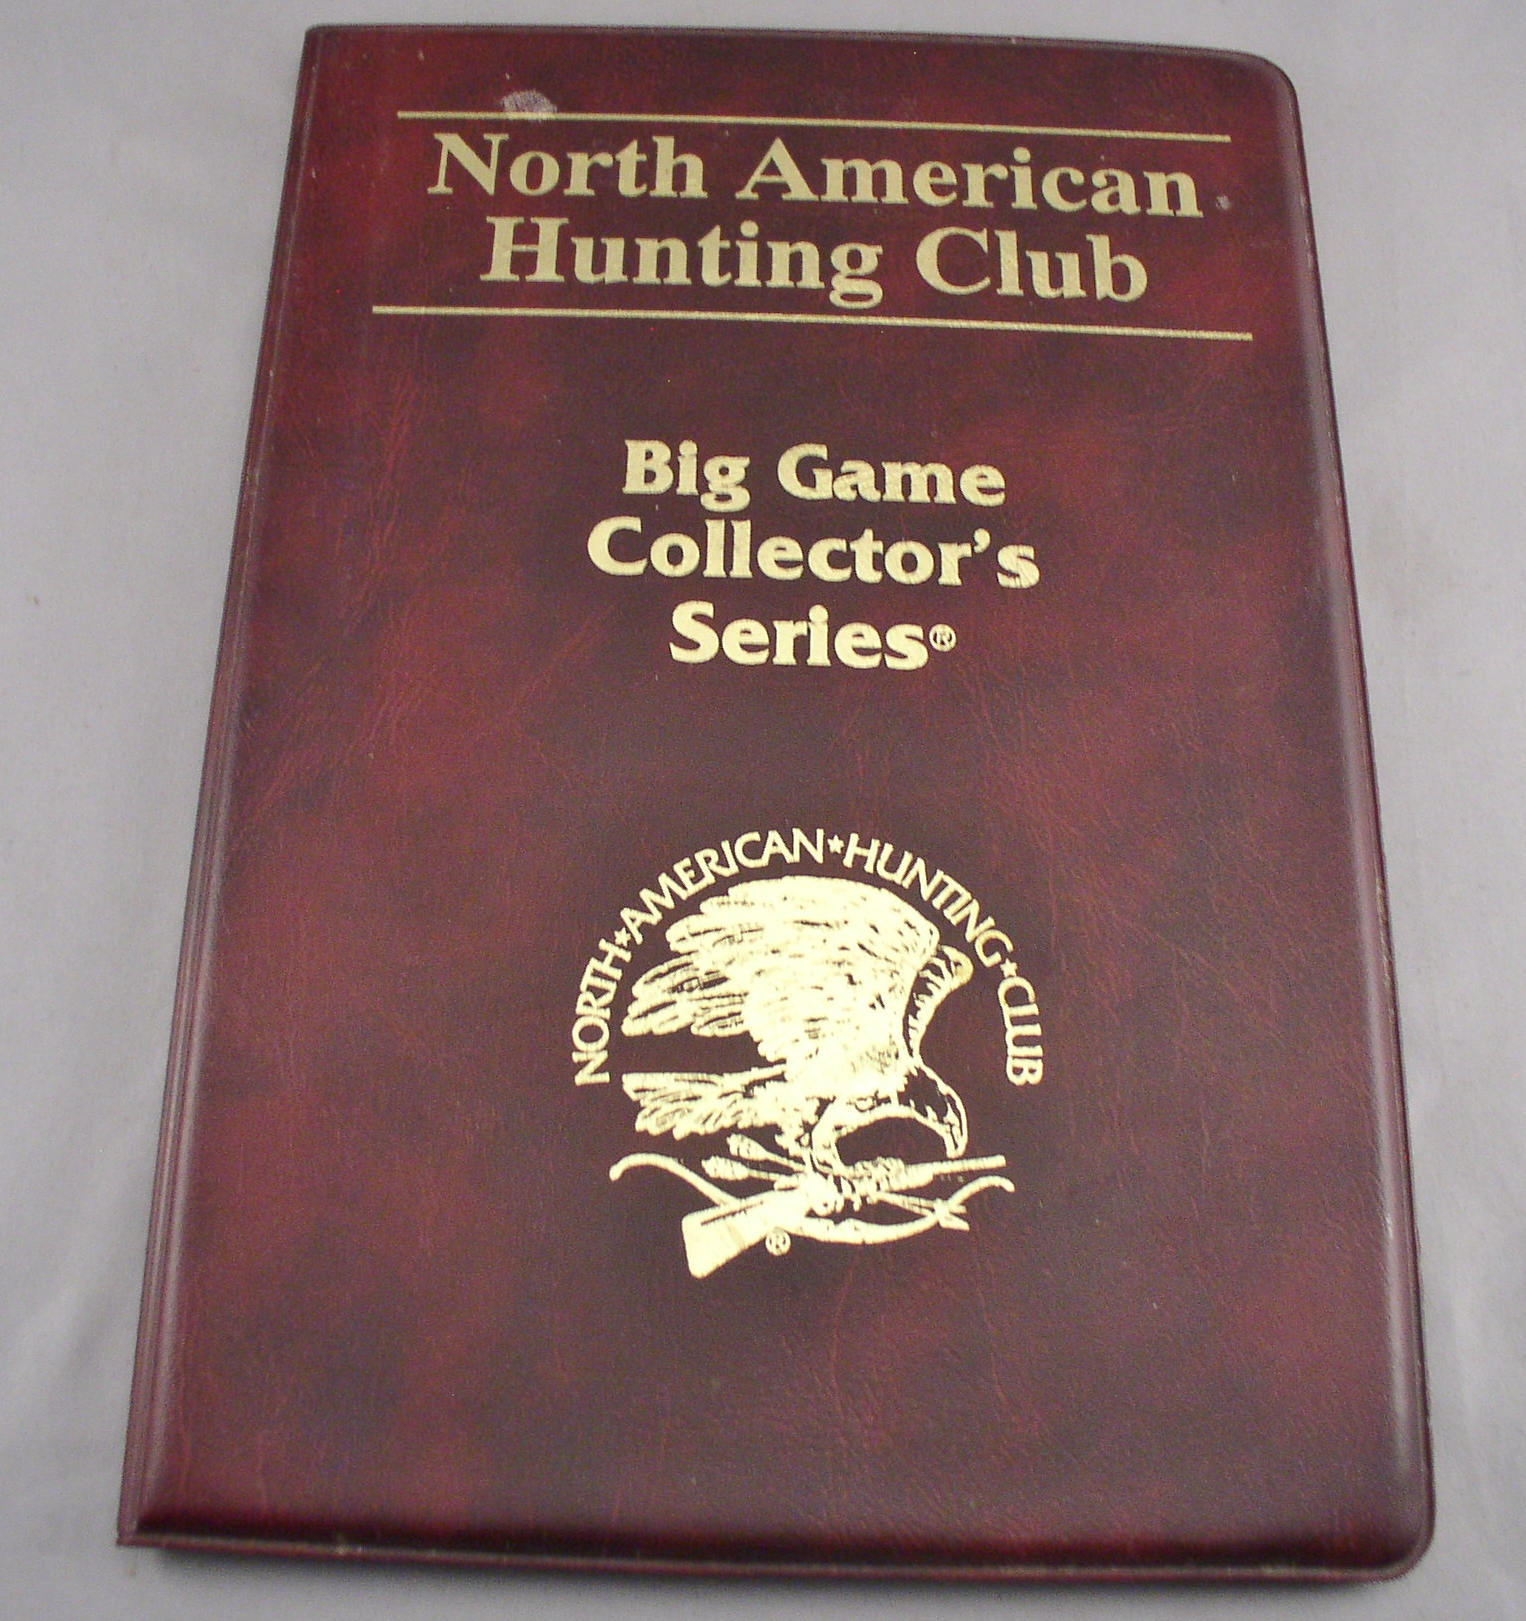 North American
Hunting Club
Big Game
Collector's
Series®
NORTH★AMERICAN★HUNTING★CLUB
®